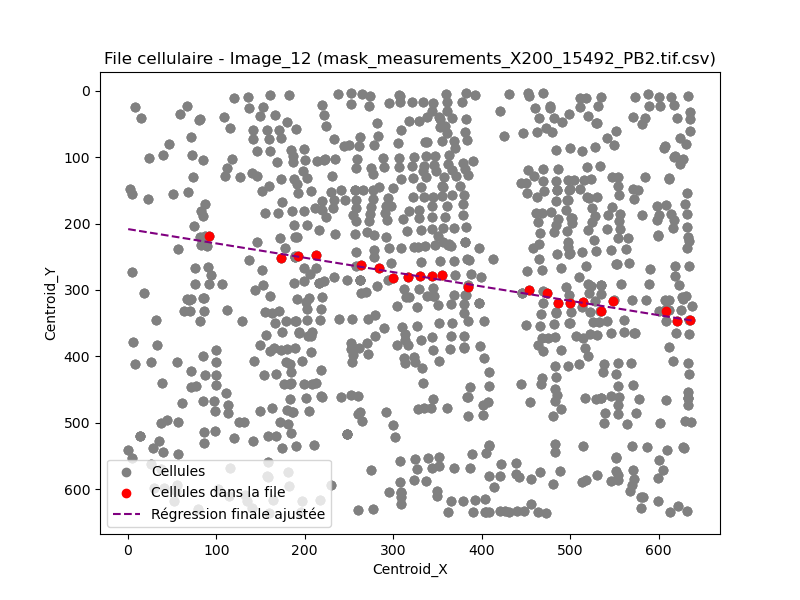 File cellulaire - Image_12 (mask_measurements_X200_15492_PB2.tif.csv)
0
100
200
300
400
500
600
Centroid_Y
Cellules
Cellules dans la file
Régression finale ajustée
0 100 200 300 400 500 600
Centroid_X